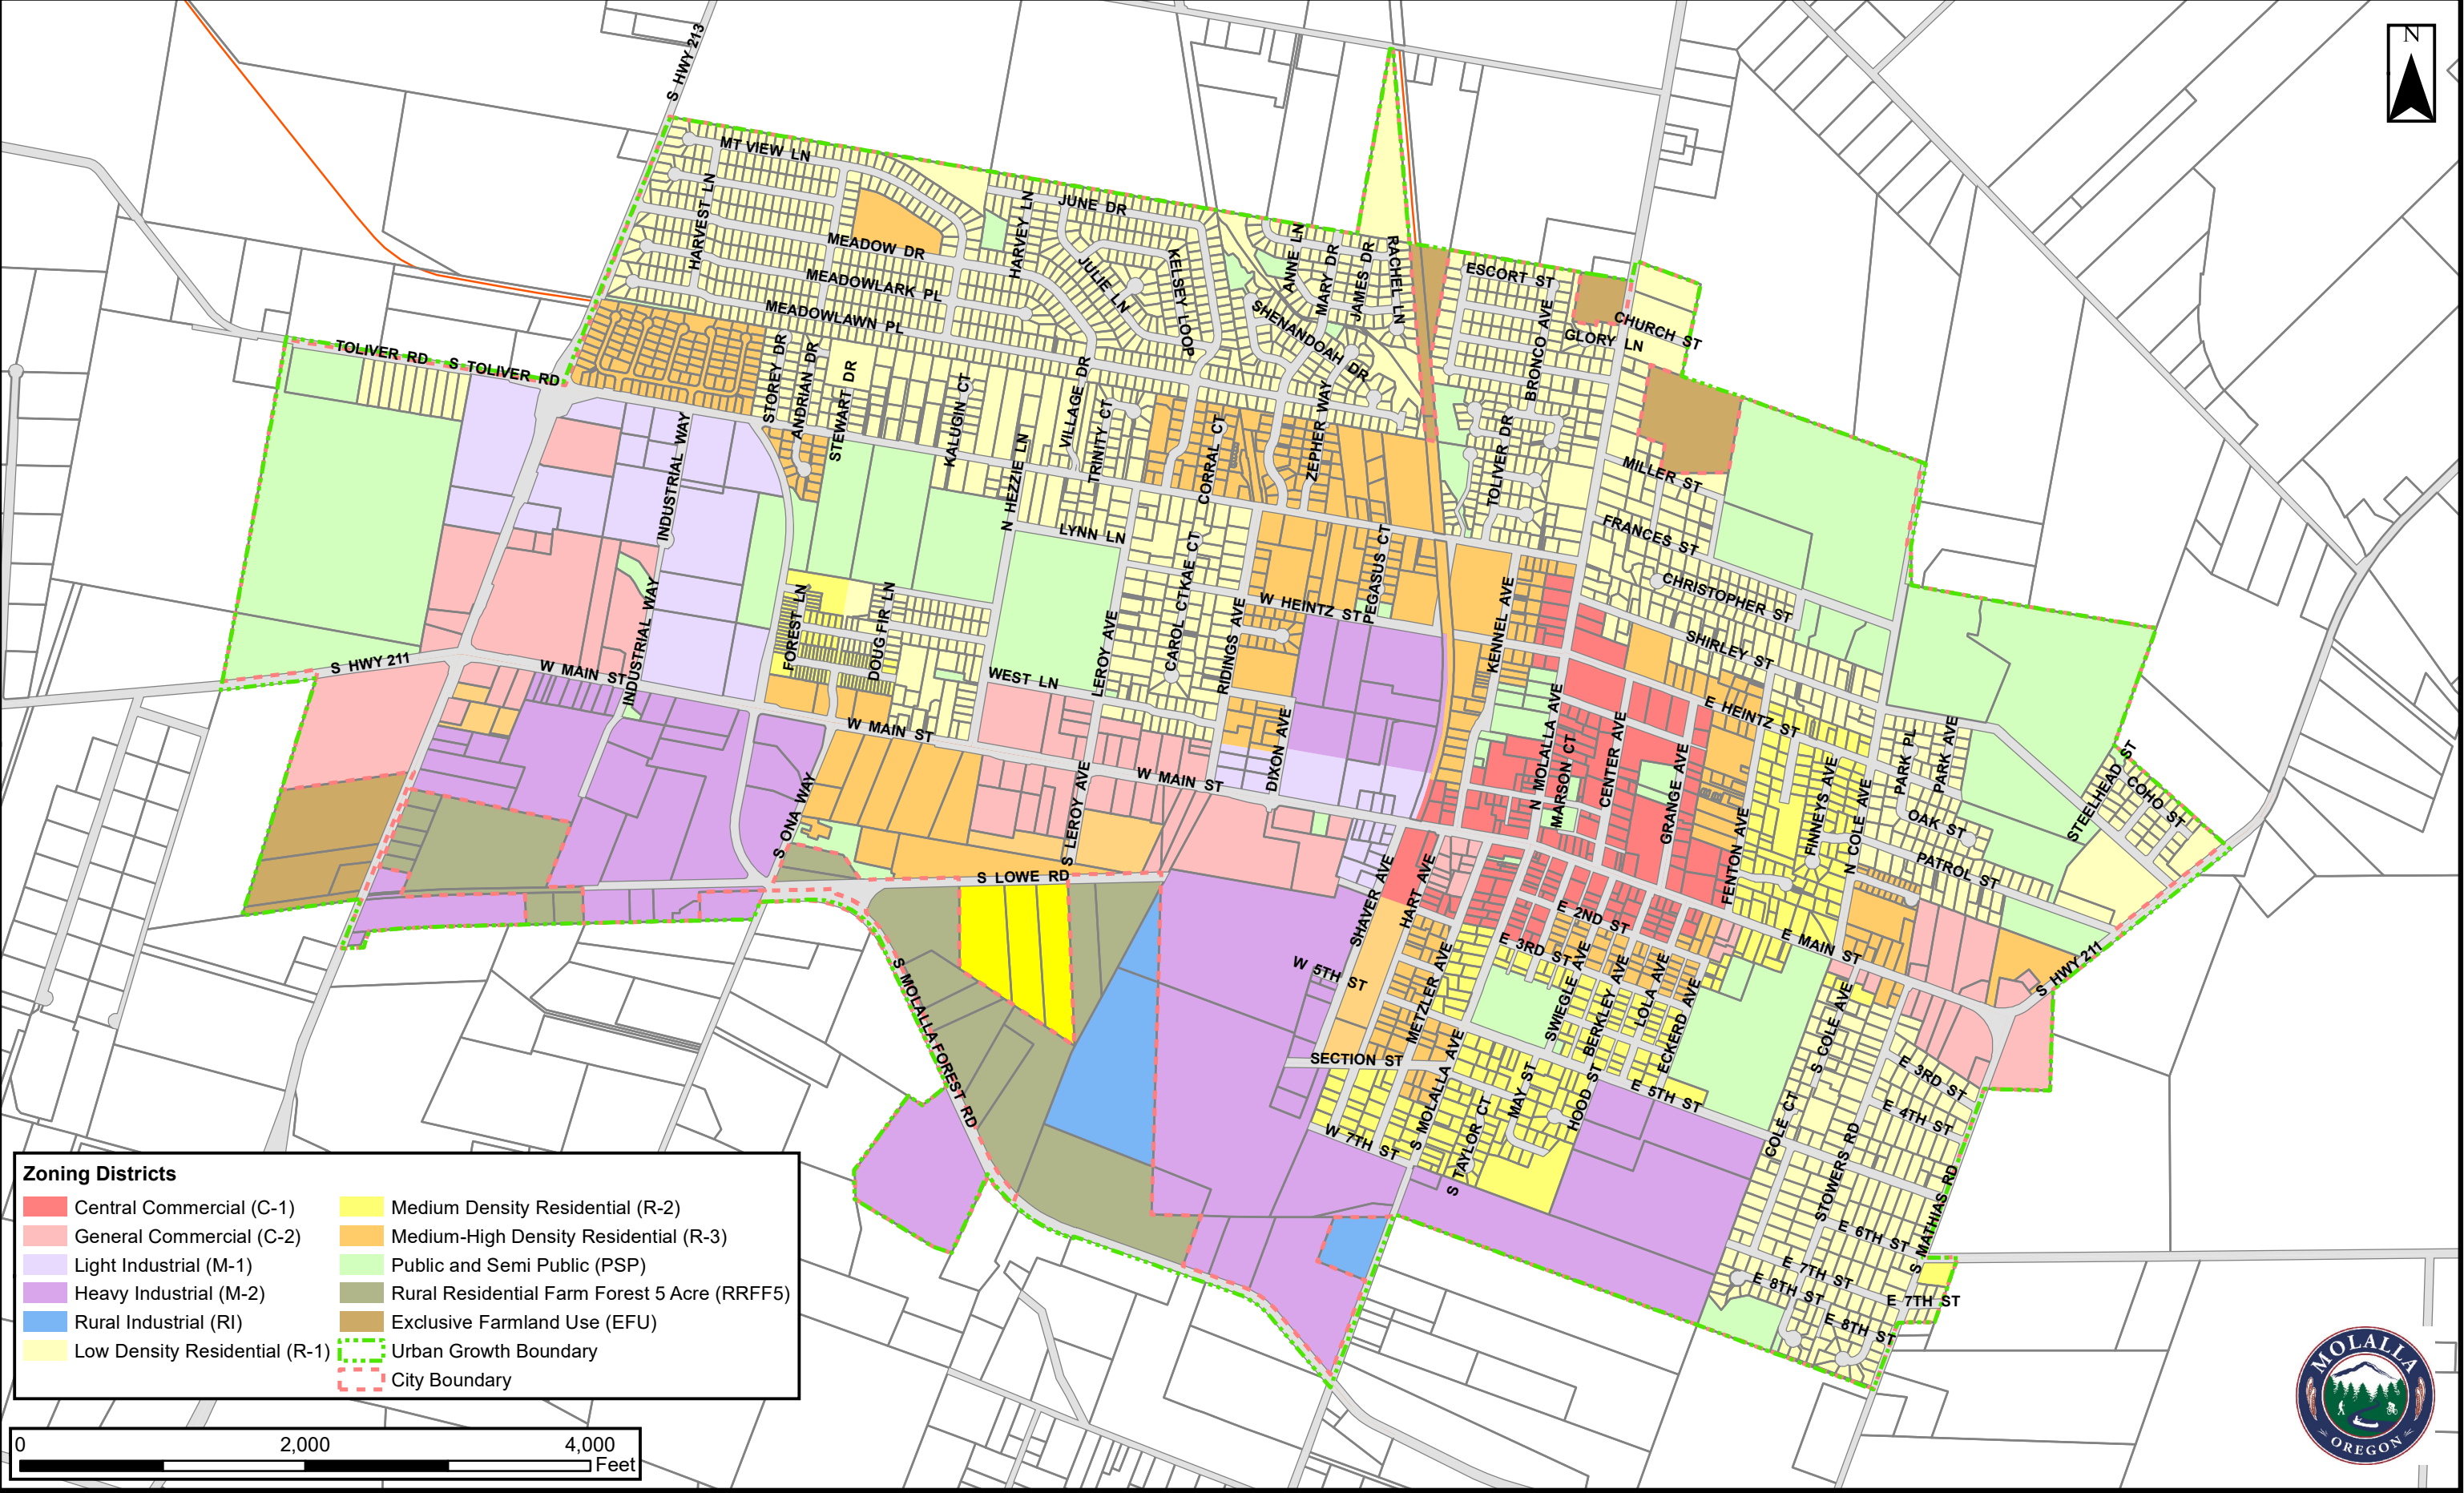 N
S HWY 213
MT VIEW LN
HARVEST LN
JUNE DR
HARVEY LN
MEADOW DR
MEADOWLARK PL
MEADOWLAWN PL
JULIE LN
KELSEY LOOP
ANNE LN
MARY DR
JAMES DR
RACHEL LN
SHENANDOAH DR
ESCORT ST
BRONCO AVE
GLORY LN
CHURCH ST
TOLIVER RD
S TOLIVER RD
STOREY DR
ANDRIAN DR
STEWART DR
KALUGIN CT
N HEZZIE LN
VILLAGE DR
TRINITY CT
CORRAL CT
ZEPHER WAY
TOLIVER DR
MILLER ST
FRANCES ST
CHRISTOPHER ST
SHIRLEY ST
INDUSTRIAL WAY
INDUSTRIAL WAY
LYNN LN
CAROL CT
KAE CT
PEGASUS CT
W HEINTZ ST
KENNEL AVE
FOREST LN
DOUG FIR LN
LEROY AVE
RIDINGS AVE
WEST LN
S HWY 211
W MAIN ST
W MAIN ST
W MAIN ST
DIXON AVE
E HEINTZ ST
N MOLALLA AVE
MARSON CT
CENTER AVE
GRANGE AVE
FENTON AVE
FINNEYS AVE
N COLE AVE
PARK PL
PARK AVE
OAK ST
PATROL ST
STEELHEAD ST
COHO ST
S ONA WAY
S LEROY AVE
S LOWE RD
SHAVER AVE
HART AVE
E 2ND ST
E 3RD ST
E MAIN ST
S HWY 211
W 5TH ST
METZLER AVE
SWIEGLE AVE
BERKLEY AVE
LOLA AVE
ECKERD AVE
S COLE AVE
S MOLALLA FOREST RD
SECTION ST
S MOLALLA AVE
MAY ST
HOOD ST
E 5TH ST
S TAYLOR CT
W 7TH ST
COLE CT
STOWERS RD
E 3RD ST
E 4TH ST
E 6TH ST
S MATHIAS RD
E 7TH ST
E 7TH ST
E 8TH ST
E 8TH ST
Zoning Districts
Central Commercial (C-1)
General Commercial (C-2)
Light Industrial (M-1)
Heavy Industrial (M-2)
Rural Industrial (RI)
Low Density Residential (R-1)
Medium Density Residential (R-2)
Medium-High Density Residential (R-3)
Public and Semi Public (PSP)
Rural Residential Farm Forest 5 Acre (RRFF5)
Exclusive Farmland Use (EFU)
Urban Growth Boundary
City Boundary
0 2,000 4,000
Feet
MOLALLA
OREGON